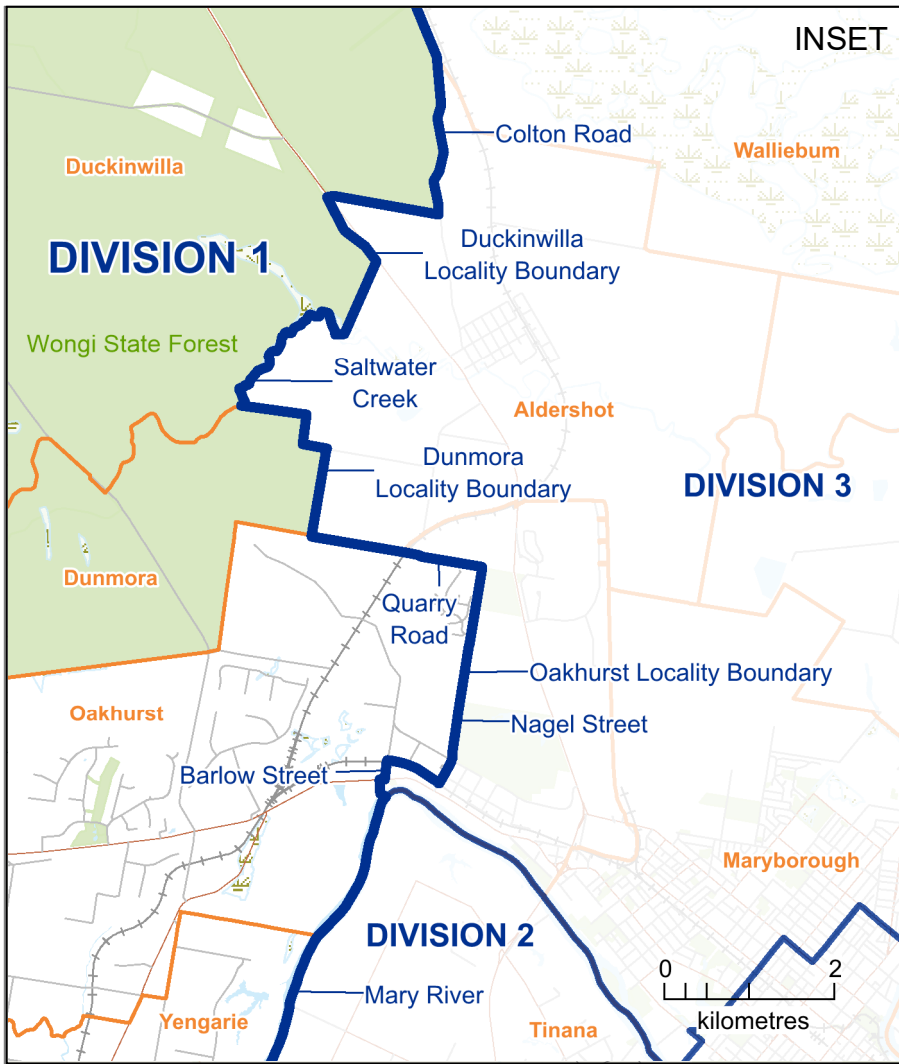 INSET
Colton Road
Walliebum
Duckinwilla
DIVISION 1
Duckinwilla
Locality Boundary
Wongi State Forest
Saltwater
Creek
Aldershot
Dunmora
Locality Boundary
DIVISION 3
Dunmora
Quarry
Road
Oakhurst Locality Boundary
Oakhurst
Nagel Street
Barlow Street
Maryborough
DIVISION 2
0 2
kilometres
Mary River
Yengarie
Tinana